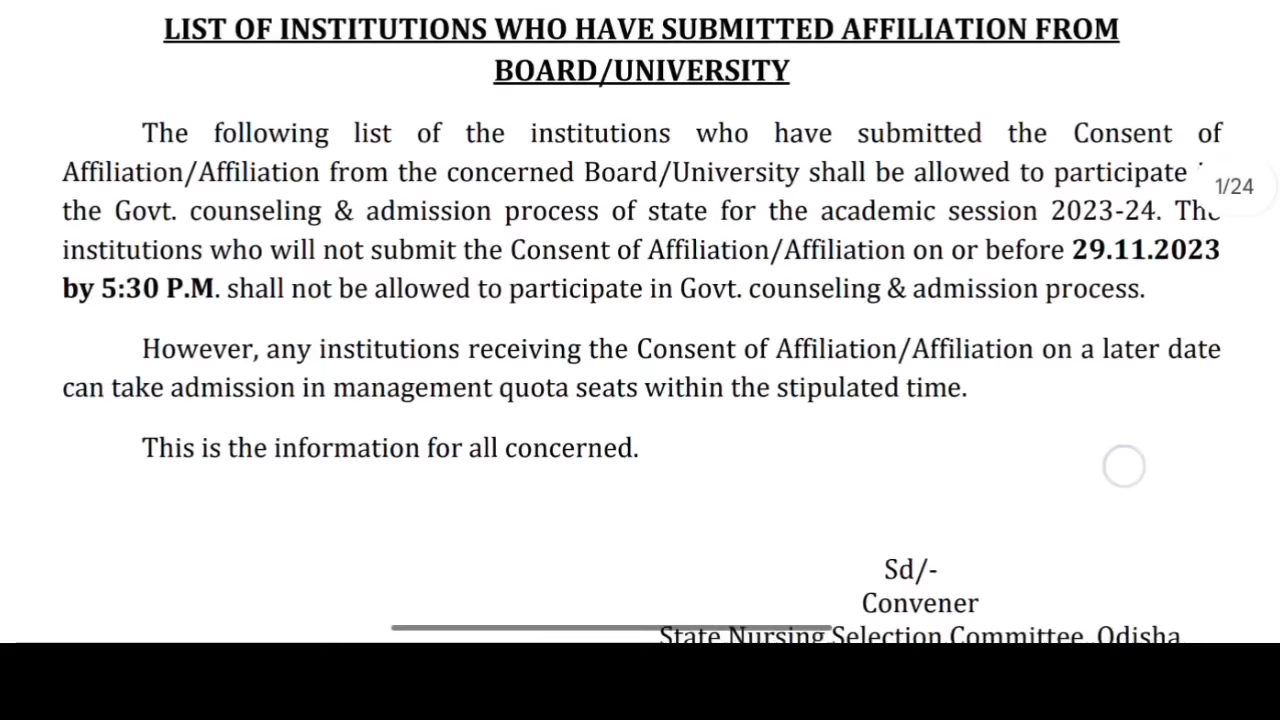 LIST OF INSTITUTIONS WHO HAVE SUBMITTED AFFILIATION FROM
BOARD/UNIVERSITY
The following list of the institutions who have submitted the Consent of
Affiliation/Affiliation from the concerned Board/University shall be allowed to participate
1/24
the Govt. counseling & admission process of state for the academic session 2023-24. The
institutions who will not submit the Consent of Affiliation/Affiliation on or before 29.11.2023
by 5:30 P.M. shall not be allowed to participate in Govt. counseling & admission process.
However, any institutions receiving the Consent of Affiliation/Affiliation on a later date
can take admission in management quota seats within the stipulated time.
This is the information for all concerned.
Sd/-
Convener
State Nursing Selection Committee, Odisha